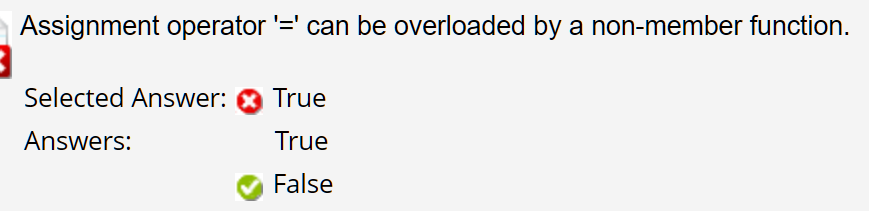 Assignment operator '=' can be overloaded by a non-member function.
Selected Answer: True
Answers: True
False